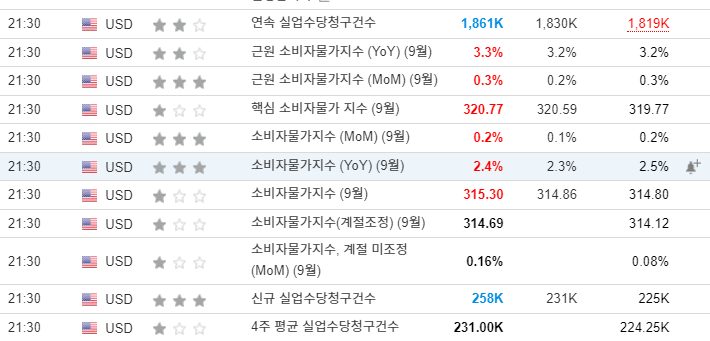 21:30 USD 연속 실업수당청구건수 1,861K 1,830K 1,819K
21:30 USD 근원 소비자물가지수 (YoY) (9월) 3.3% 3.2% 3.2%
21:30 USD 근원 소비자물가지수 (MoM) (9월) 0.3% 0.2% 0.3%
21:30 USD 핵심 소비자물가 지수 (9월) 320.77 320.59 319.77
21:30 USD 소비자물가지수 (MoM) (9월) 0.2% 0.1% 0.2%
21:30 USD 소비자물가지수 (YoY) (9월) 2.4% 2.3% 2.5%
21:30 USD 소비자물가지수 (9월) 315.30 314.86 314.80
21:30 USD 소비자물가지수(계절조정) (9월) 314.69 314.12
21:30 USD 소비자물가지수, 계절 미조정
(MoM) (9월) 0.16% 0.08%
21:30 USD 신규 실업수당청구건수 258K 231K 225K
21:30 USD 4주 평균 실업수당청구건수 231.00K 224.25K